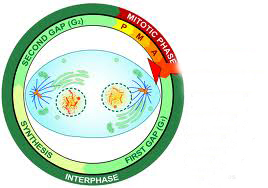 SECOND GAP (G₂)
MITOTIC PHASE
P M A
SYNTHESIS
FIRST GAP (G₁)
INTERPHASE